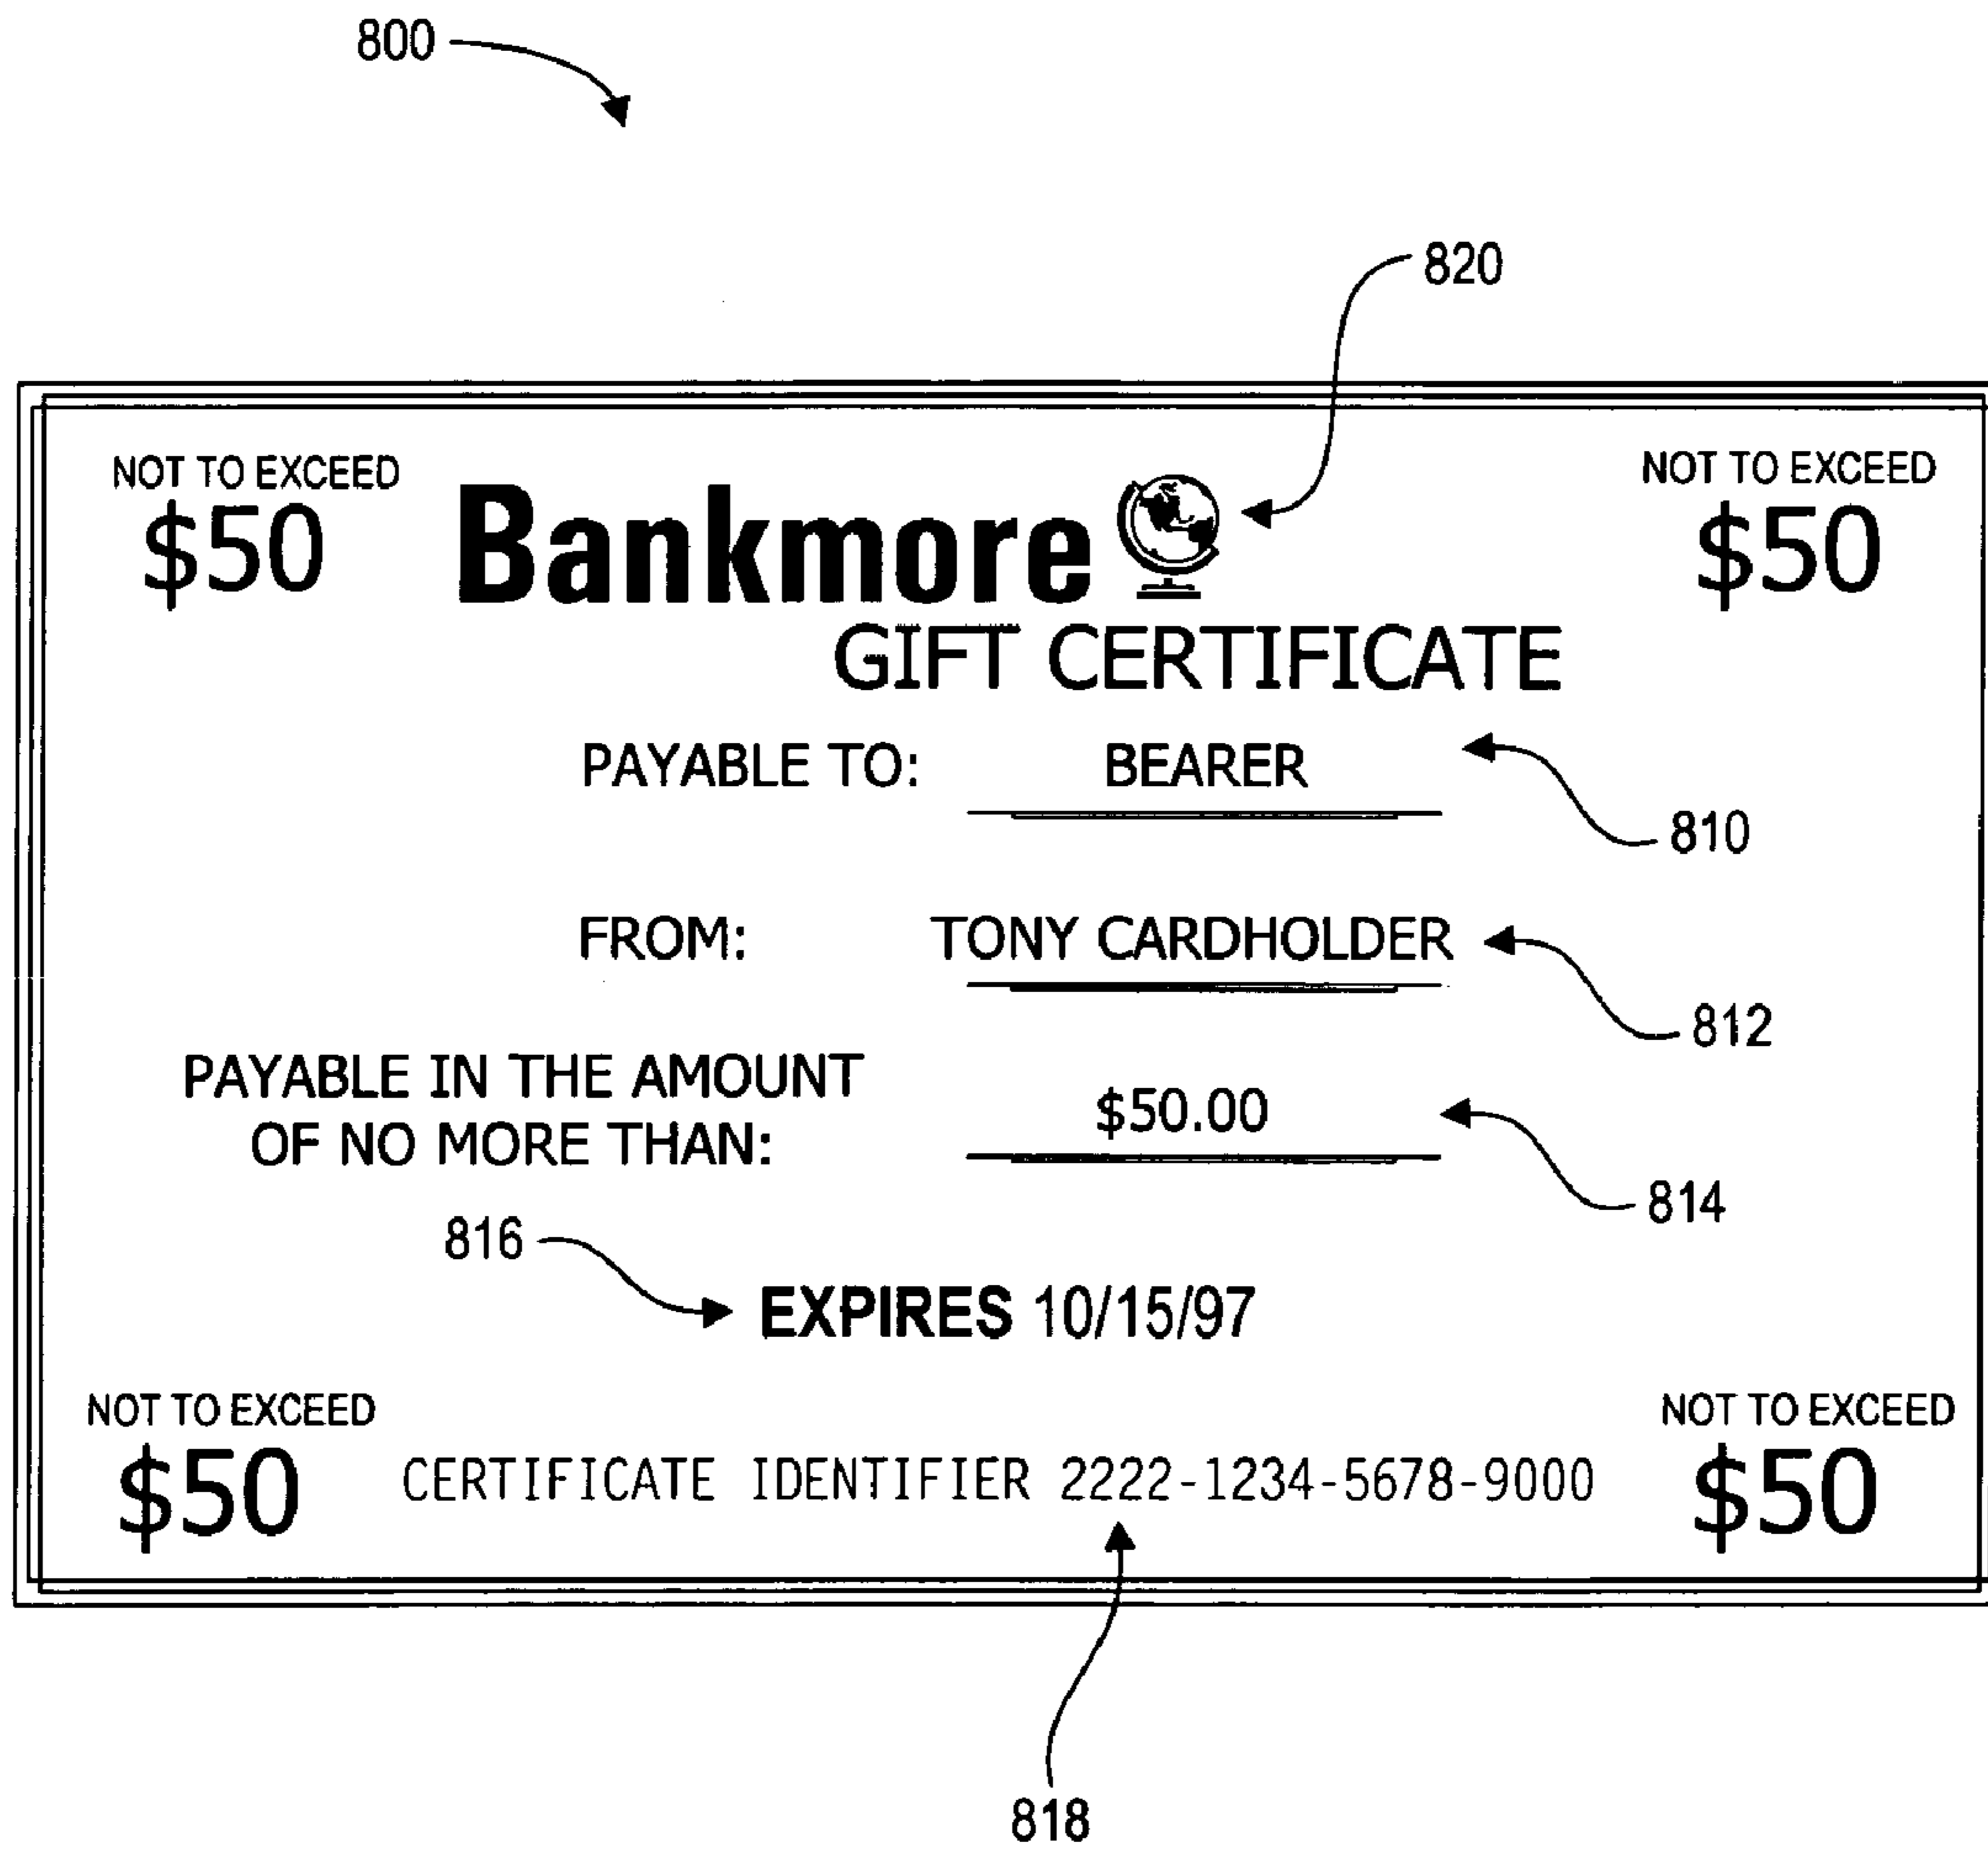 800
820
NOT TO EXCEED
$50
Bankmore
NOT TO EXCEED
$50
GIFT CERTIFICATE
PAYABLE TO: BEARER
810
FROM: TONY CARDHOLDER
812
PAYABLE IN THE AMOUNT
OF NO MORE THAN:
$50.00
814
816
EXPIRES 10/15/97
NOT TO EXCEED
$50
CERTIFICATE IDENTIFIER 2222-1234-5678-9000
NOT TO EXCEED
$50
818